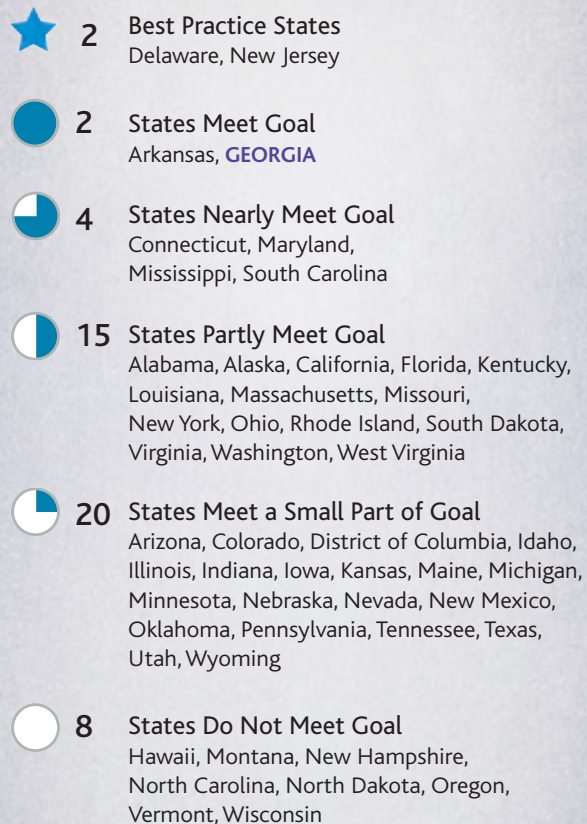 2 Best Practice States
Delaware, New Jersey
2 States Meet Goal
Arkansas, GEORGIA
4 States Nearly Meet Goal
Connecticut, Maryland,
Mississippi, South Carolina
15 States Partly Meet Goal
Alabama, Alaska, California, Florida, Kentucky,
Louisiana, Massachusetts, Missouri,
New York, Ohio, Rhode Island, South Dakota,
Virginia, Washington, West Virginia
20 States Meet a Small Part of Goal
Arizona, Colorado, District of Columbia, Idaho,
Illinois, Indiana, Iowa, Kansas, Maine, Michigan,
Minnesota, Nebraska, Nevada, New Mexico,
Oklahoma, Pennsylvania, Tennessee, Texas,
Utah, Wyoming
8 States Do Not Meet Goal
Hawaii, Montana, New Hampshire,
North Carolina, North Dakota, Oregon,
Vermont, Wisconsin